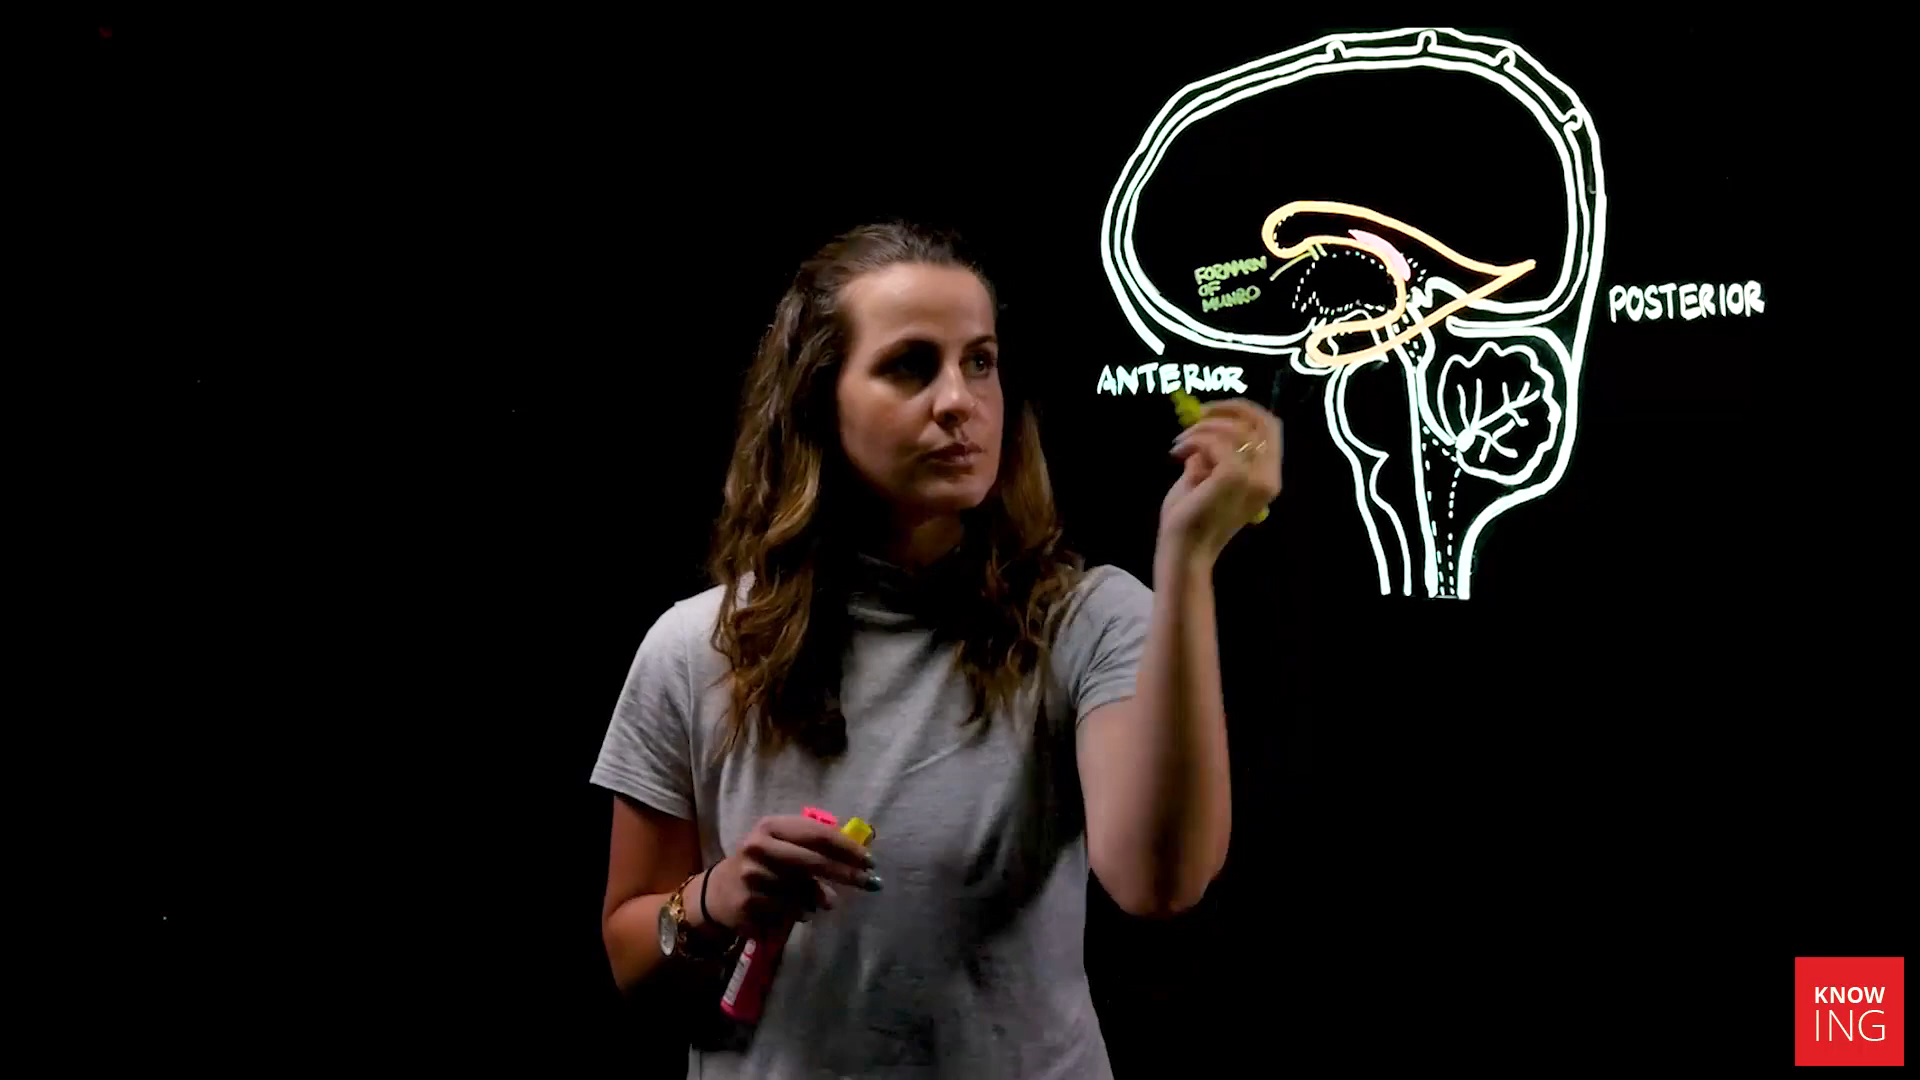 FORAMEN
OF
MUNRO
POSTERIOR
ANTERIOR
KNOW
ING